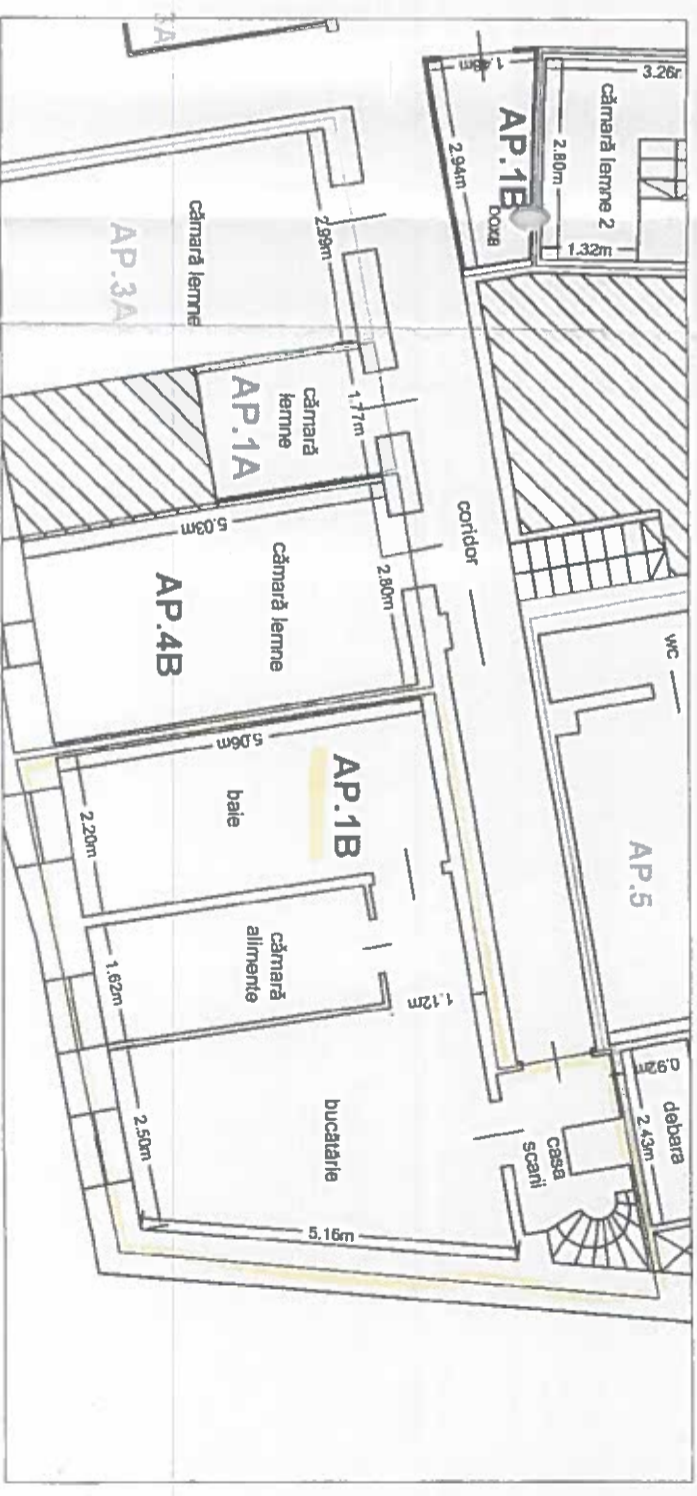 3A
1.48m
2.94m
AP.1B
boxa
2.80m
cămară lemne 2
3.26r
1.32m
2.99m
cămară lemne
AP.3A
1.77m
cămară
lemne
AP.1A
coridor
2.80m
5.03m
cămară lemne
AP.4B
wc
AP.5
5.06m
AP.1B
baie
2.20m
cămară
alimente
1.62m
1.12m
bucătărie
2.50m
5.16m
casa
scarii
0.92m
debara
2.43m